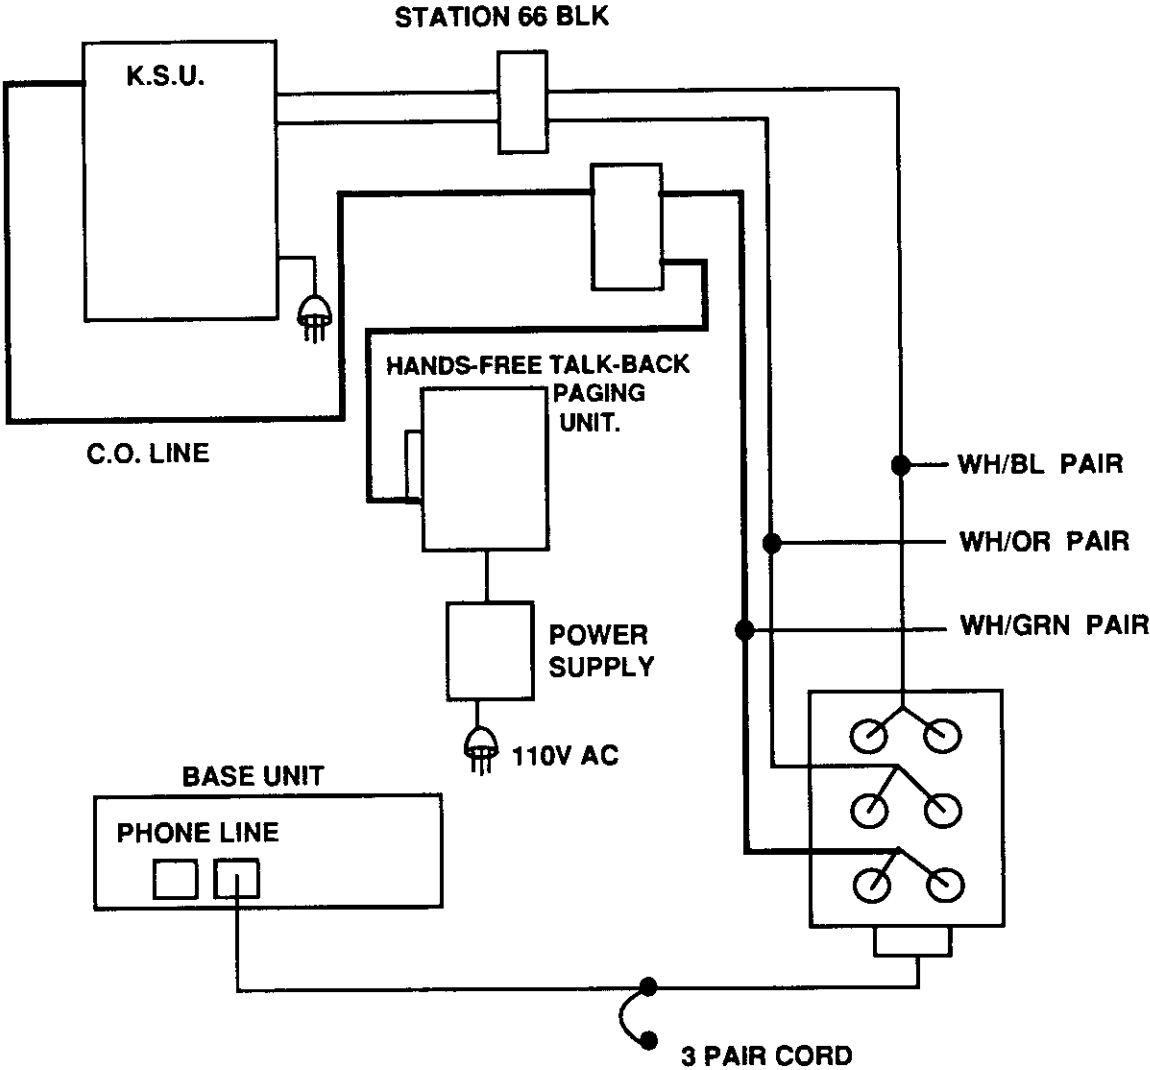 STATION 66 BLK
K.S.U.
HANDS-FREE TALK-BACK
PAGING
UNIT.
C.O. LINE
WH/BL PAIR
WH/OR PAIR
WH/GRN PAIR
POWER
SUPPLY
110V AC
BASE UNIT
PHONE LINE
3 PAIR CORD